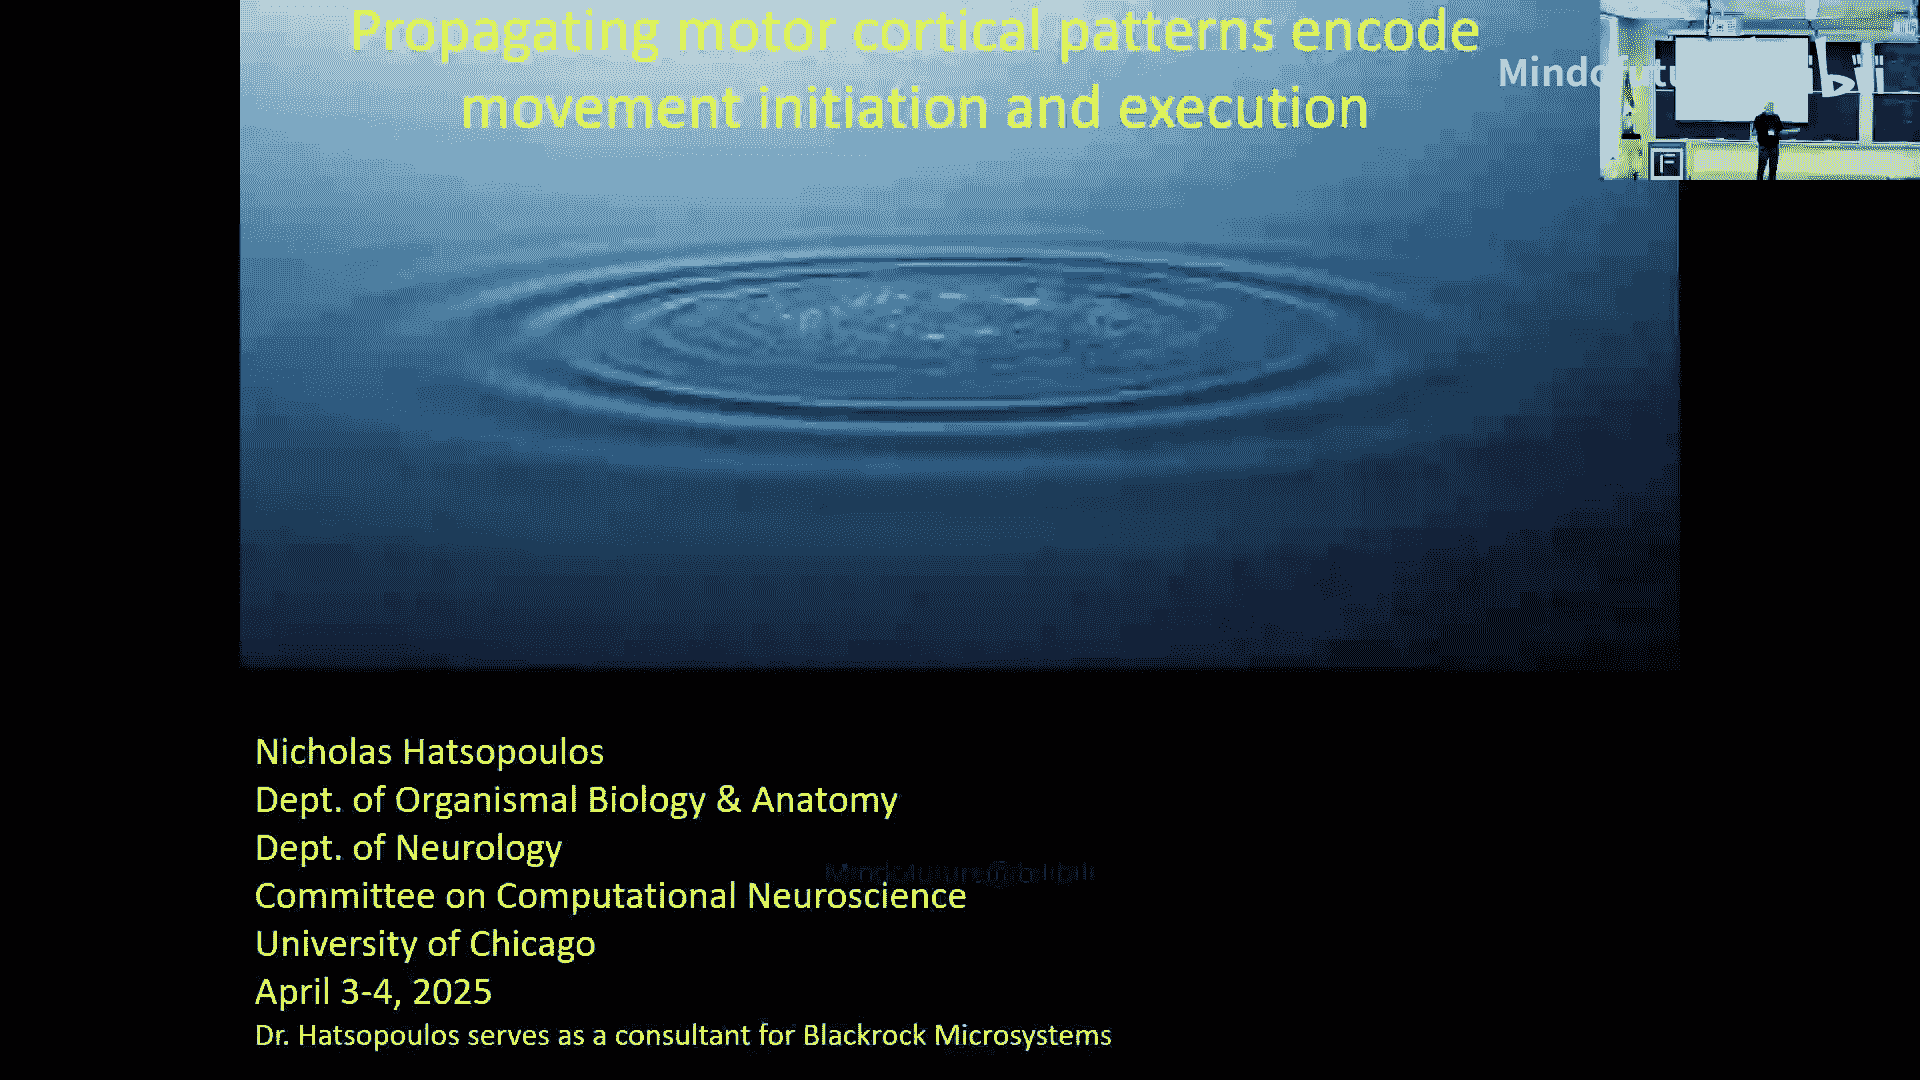 Propagating motor cortical patterns encode
movement initiation and execution
Nicholas Hatsopoulos
Dept. of Organismal Biology & Anatomy
Dept. of Neurology
Mindofuture@bilibili
Committee on Computational Neuroscience
University of Chicago
April 3-4, 2025
Dr. Hatsopoulos serves as a consultant for Blackrock Microsystems